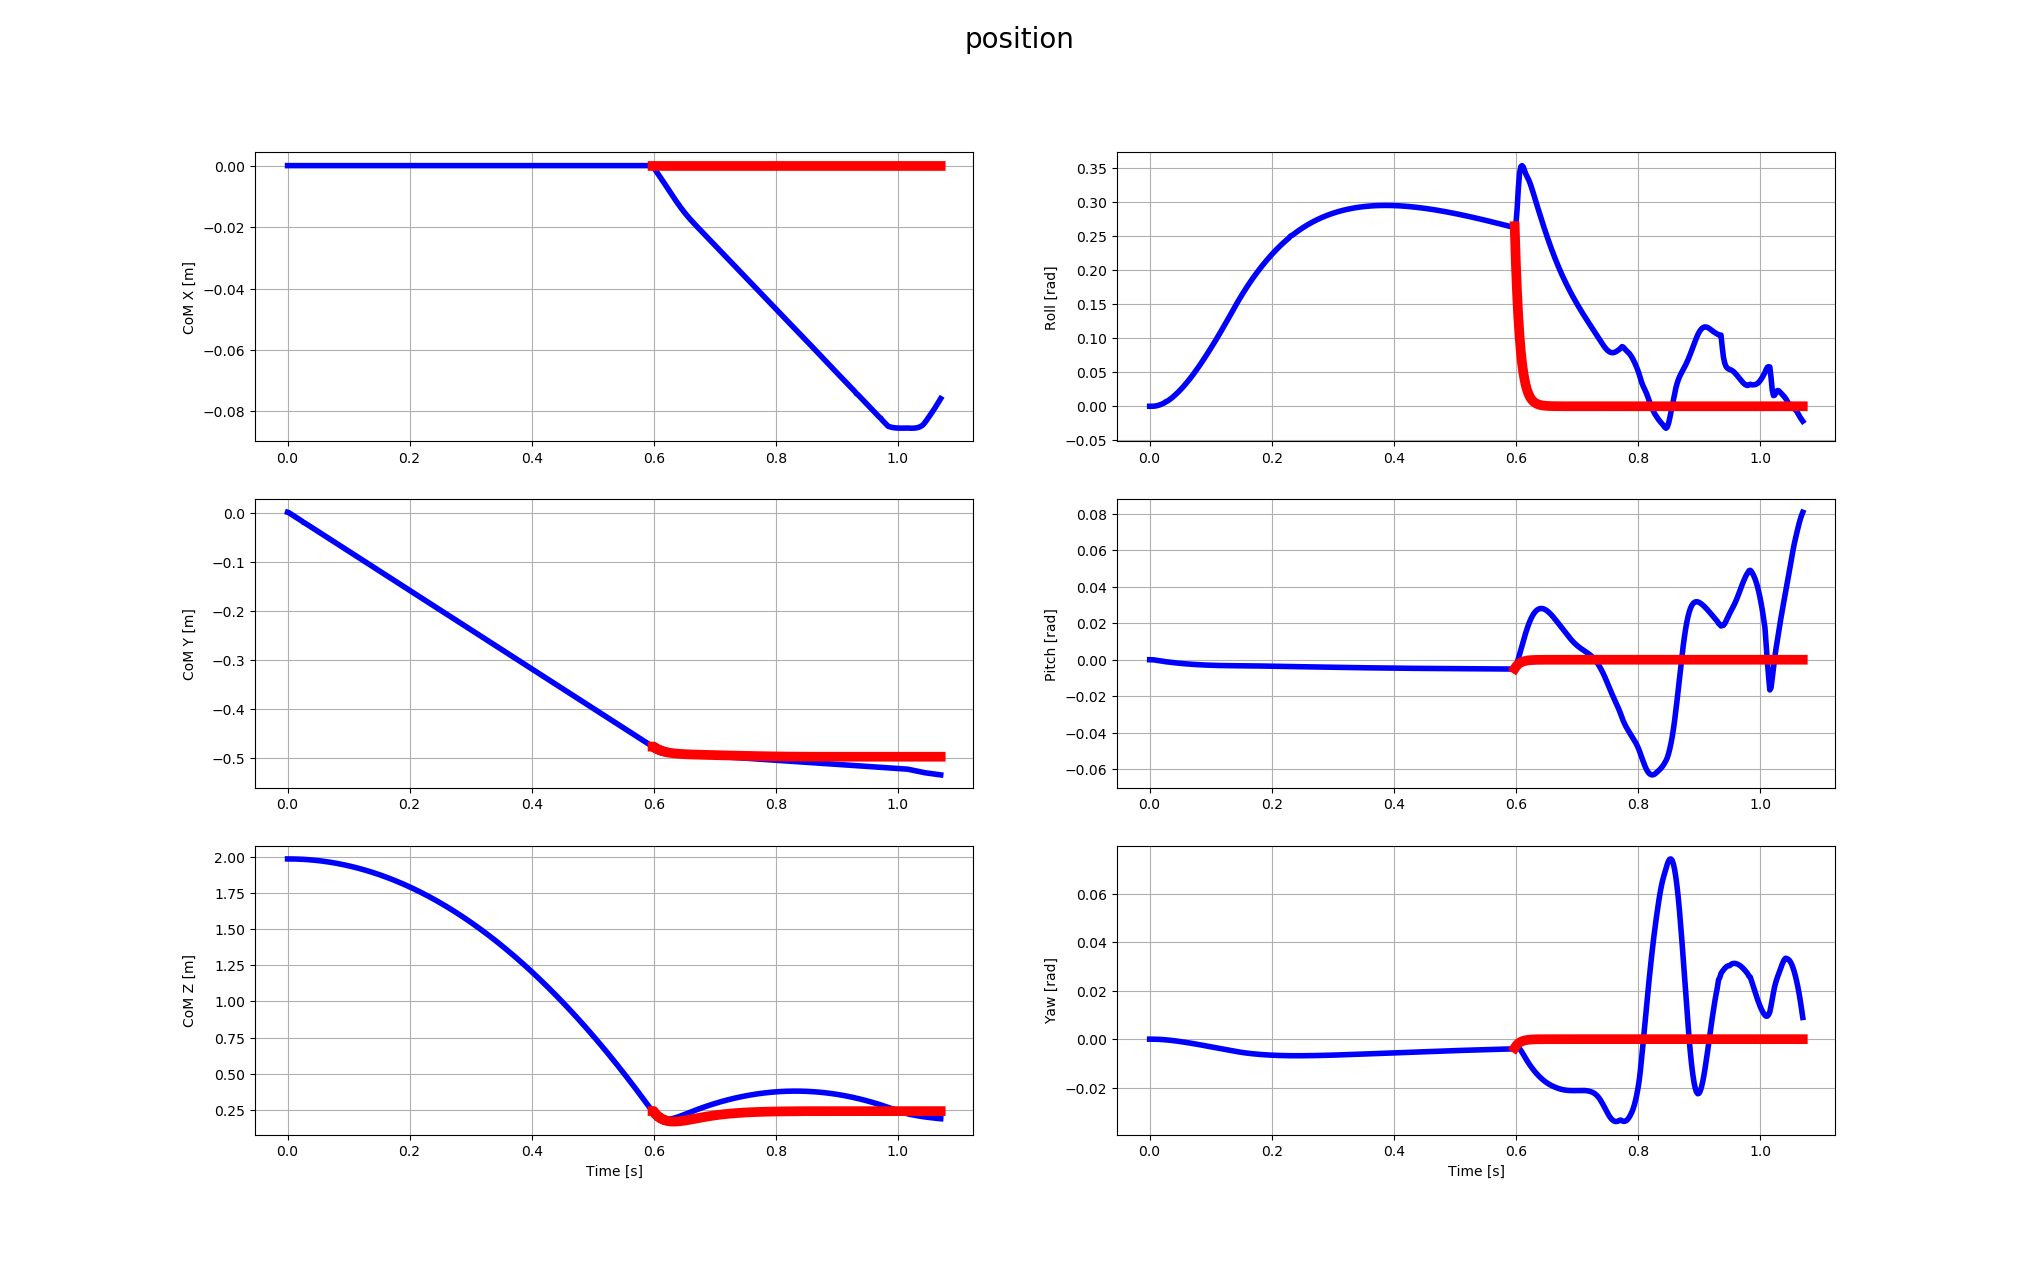 position
CoM X [m]
0.00
−0.02
−0.04
−0.06
−0.08
0.0 0.2 0.4 0.6 0.8 1.0
Roll [rad]
0.35
0.30
0.25
0.20
0.15
0.10
0.05
0.00
−0.05
0.0 0.2 0.4 0.6 0.8 1.0
CoM Y [m]
0.0
−0.1
−0.2
−0.3
−0.4
−0.5
0.0 0.2 0.4 0.6 0.8 1.0
Pitch [rad]
0.08
0.06
0.04
0.02
0.00
−0.02
−0.04
−0.06
0.0 0.2 0.4 0.6 0.8 1.0
CoM Z [m]
2.00
1.75
1.50
1.25
1.00
0.75
0.50
0.25
0.0 0.2 0.4 0.6 0.8 1.0
Time [s]
Yaw [rad]
0.06
0.04
0.02
0.00
−0.02
0.0 0.2 0.4 0.6 0.8 1.0
Time [s]